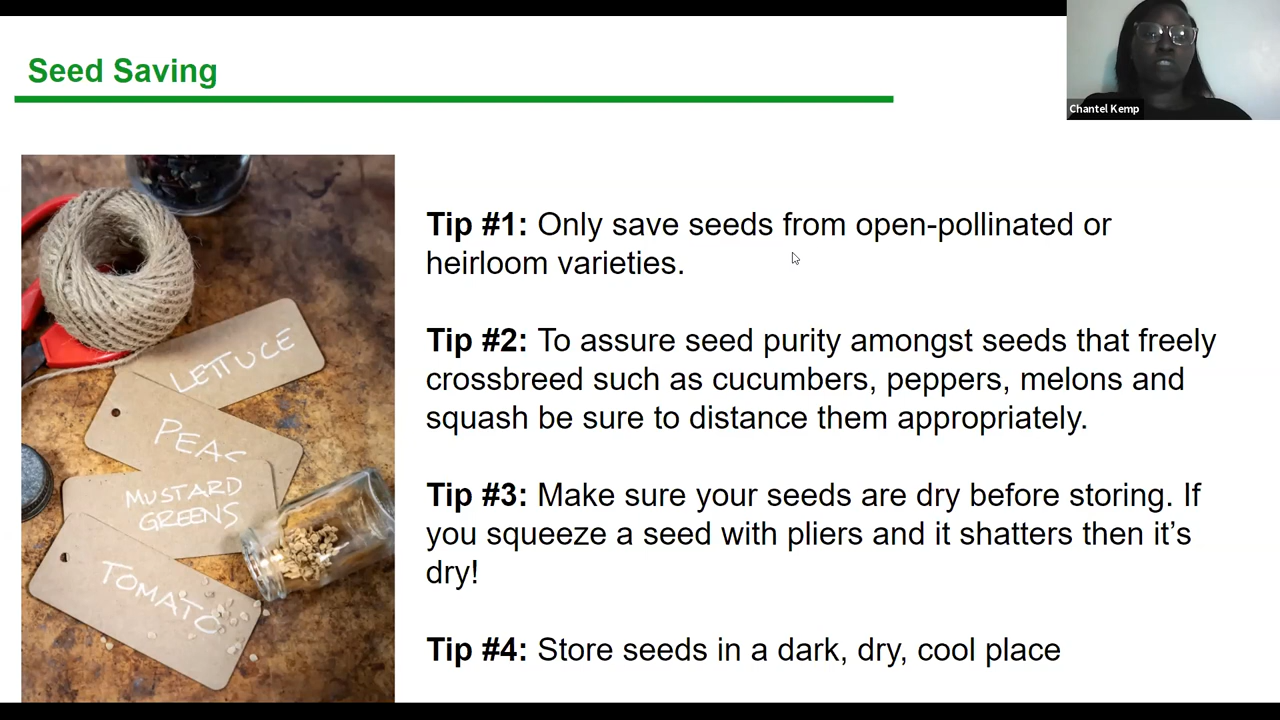 Seed Saving
Chantel Kemp
Tip #1: Only save seeds from open-pollinated or
heirloom varieties.
Tip #2: To assure seed purity amongst seeds that freely
crossbreed such as cucumbers, peppers, melons and
squash be sure to distance them appropriately.
Tip #3: Make sure your seeds are dry before storing. If
you squeeze a seed with pliers and it shatters then it’s
dry!
Tip #4: Store seeds in a dark, dry, cool place
LETTUCE
PEAS
MUSTARD
GREENS
TOMATO